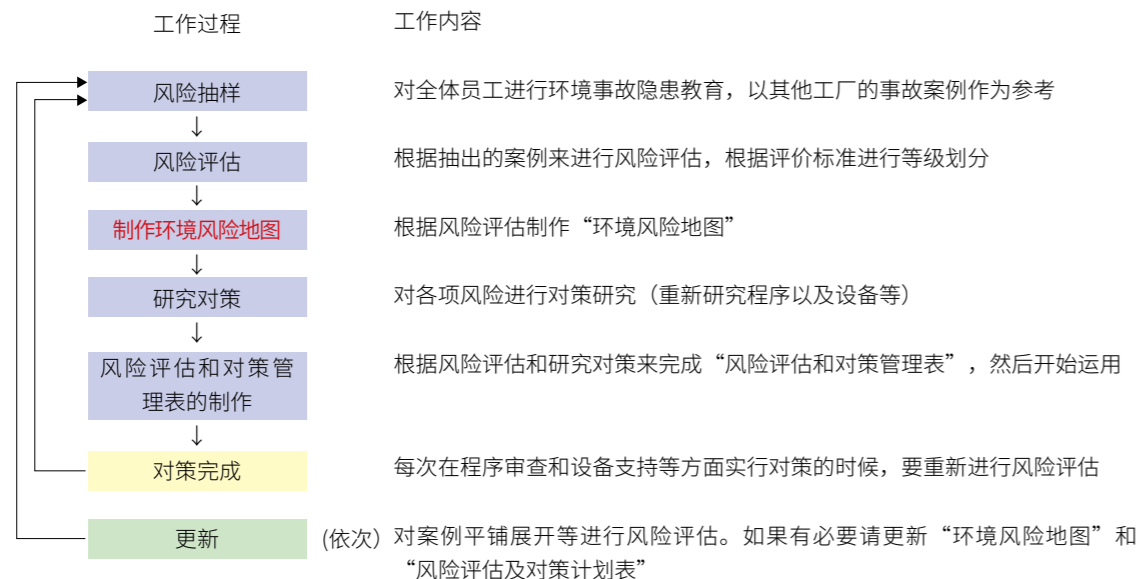 工作过程
工作内容
风险抽样
对全体员工进行环境事故隐患教育，以其他工厂的事故案例作为参考
↓
风险评估
根据抽出的案例来进行风险评估，根据评价标准进行等级划分
↓
制作环境风险地图
根据风险评估制作“环境风险地图”
↓
研究对策
对各项风险进行对策研究（重新研究程序以及设备等）
↓
风险评估和对策管
理表的制作
根据风险评估和研究对策来完成“风险评估和对策管理表”，然后开始运用
↓
对策完成
每次在程序审查和设备支持等方面实行对策的时候，要重新进行风险评估
更新
(依次）对案例平铺展开等进行风险评估。如果有必要请更新“环境风险地图”和
“风险评估及对策计划表”